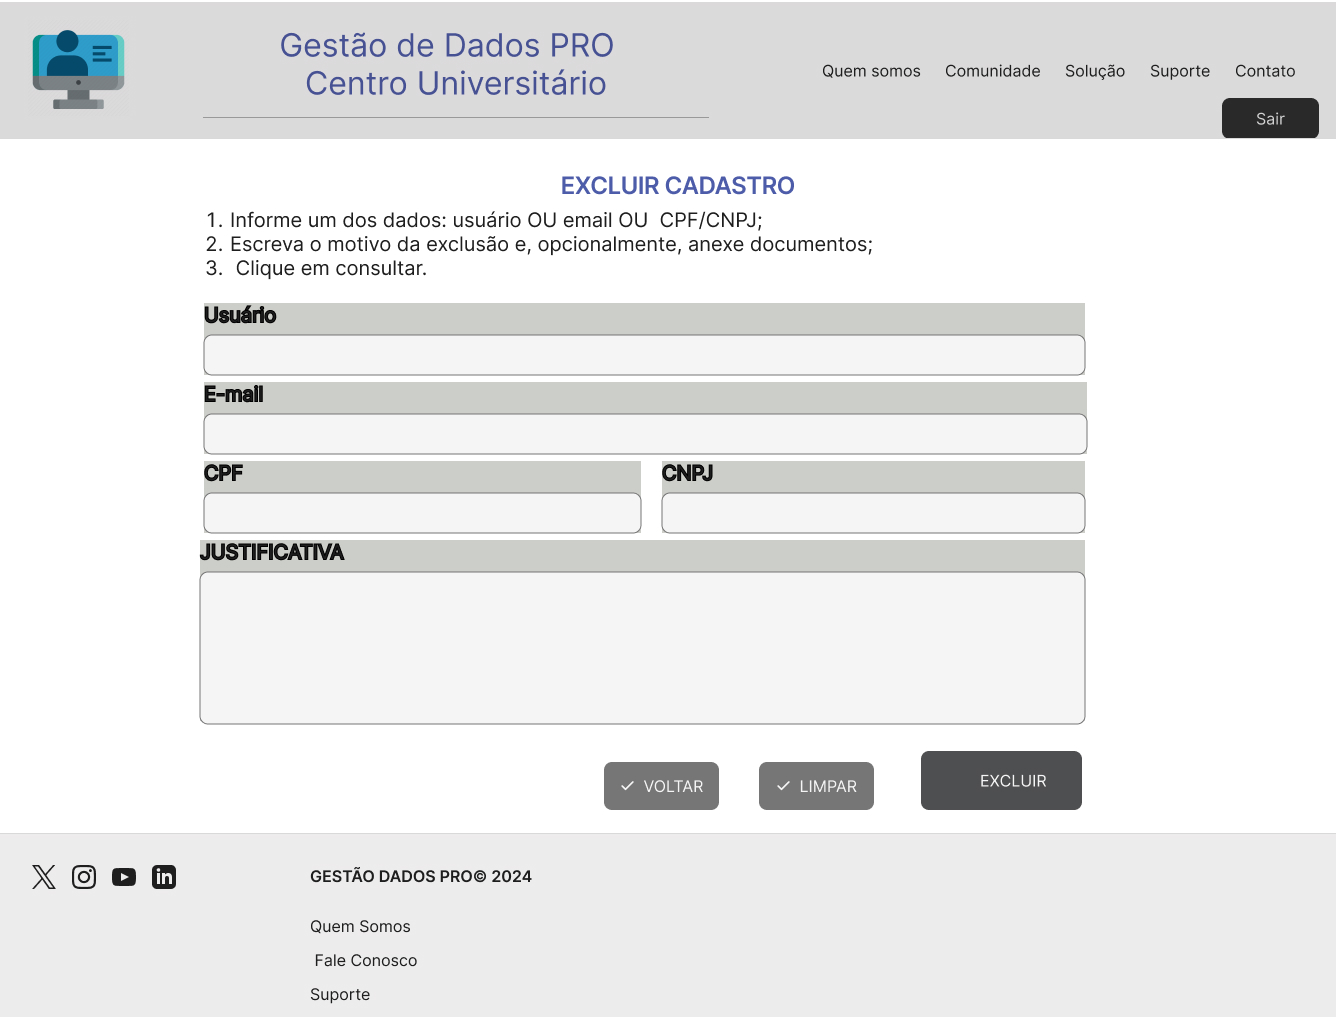 Gestão de Dados PRO
Centro Universitário
Quem somos
Comunidade
Solução
Suporte
Contato
Sair
EXCLUIR CADASTRO
1. Informe um dos dados: usuário OU email OU  CPF/CNPJ;
2. Escreva o motivo da exclusão e, opcionalmente, anexe documentos;
3.  Clique em consultar.
Usuário
E-mail
CPF
CNPJ
JUSTIFICATIVA
VOLTAR
LIMPAR
EXCLUIR
GESTÃO DADOS PRO© 2024
Quem Somos
Fale Conosco
Suporte